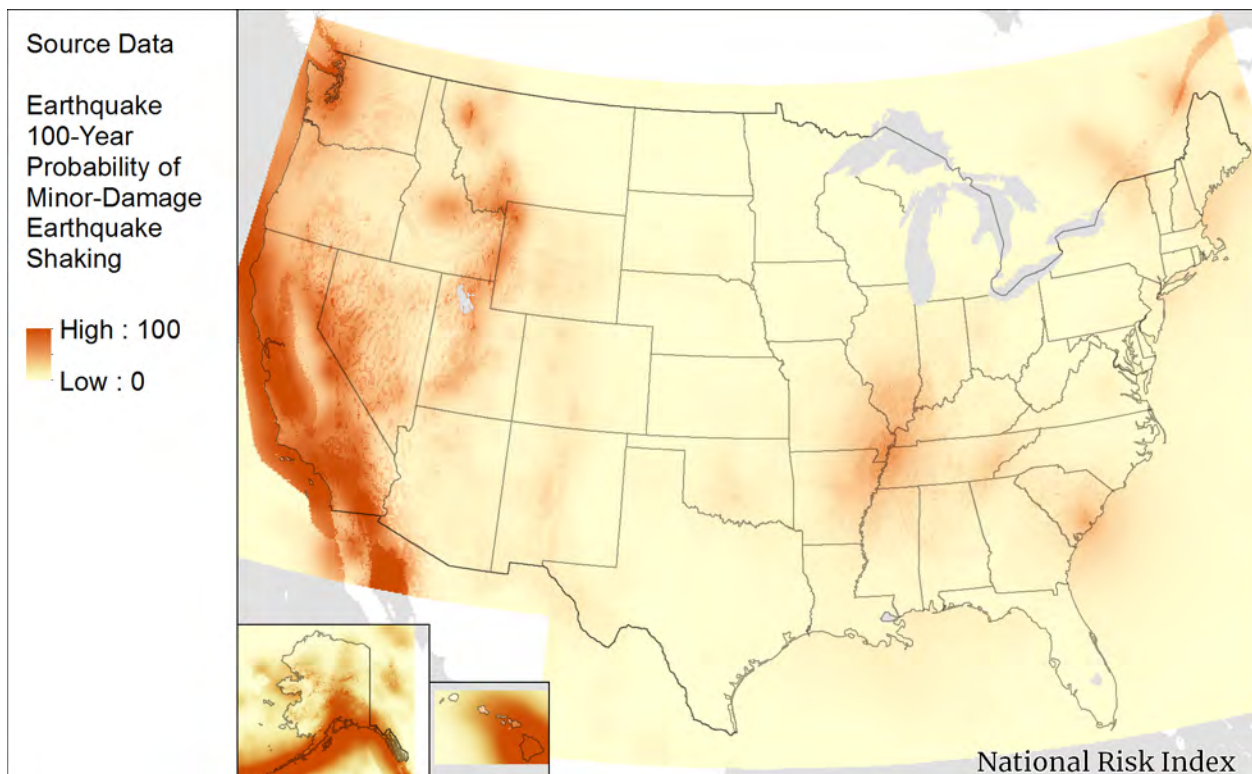 Source Data
Earthquake
100-Year
Probability of
Minor-Damage
Earthquake
Shaking
High : 100
Low : 0
National Risk Index